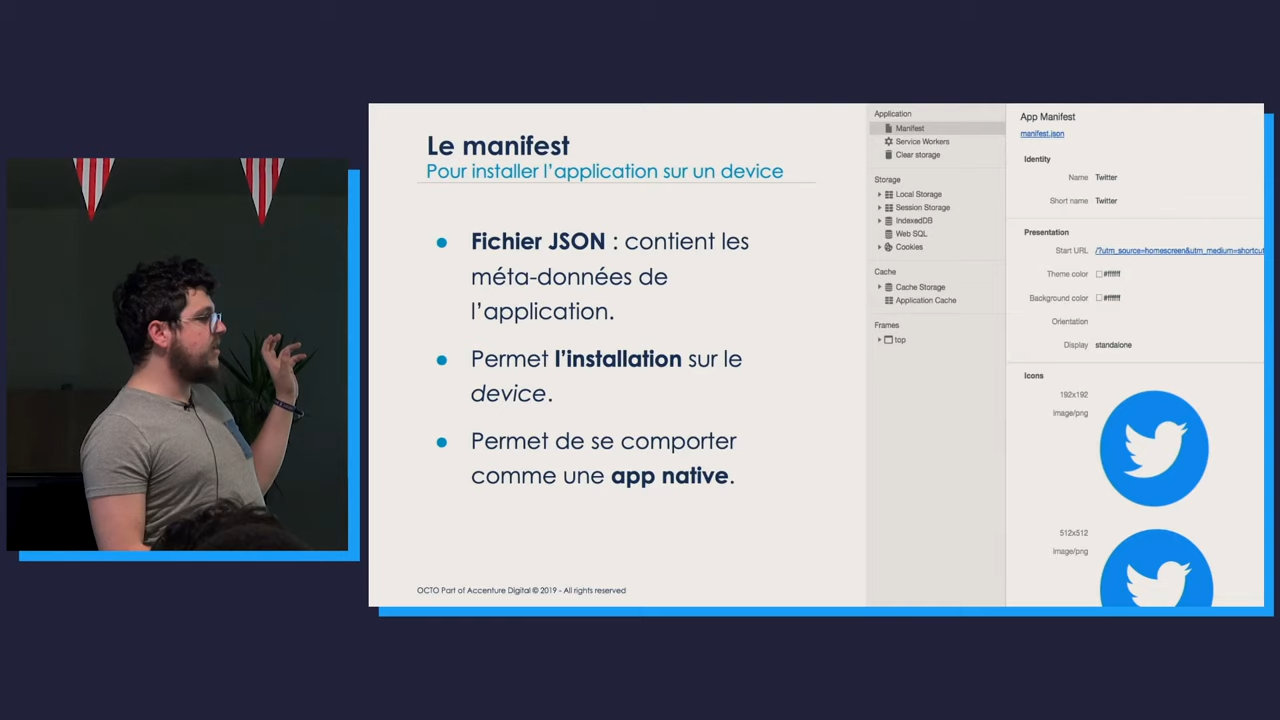 Le manifest
Pour installer l'application sur un device
Fichier JSON : contient les
méta-données de
l'application.
Permet l'installation sur le
device.
Permet de se comporter
comme une app native.
OCTO Part of Accenture Digital © 2019 - All rights reserved
Application
Manifest
Service Workers
Clear storage
Storage
Local Storage
Session Storage
IndexedDB
Web SQL
Cookies
Cache
Cache Storage
Application Cache
Frames
top
App Manifest
manifest.json
Identity
Name Twitter
Short name Twitter
Presentation
Start URL /?utm_source=homescreen&utm_medium=shortcut
Theme color #ffffff
Background color #ffffff
Orientation
Display standalone
Icons
192x192
image/png
512x512
image/png